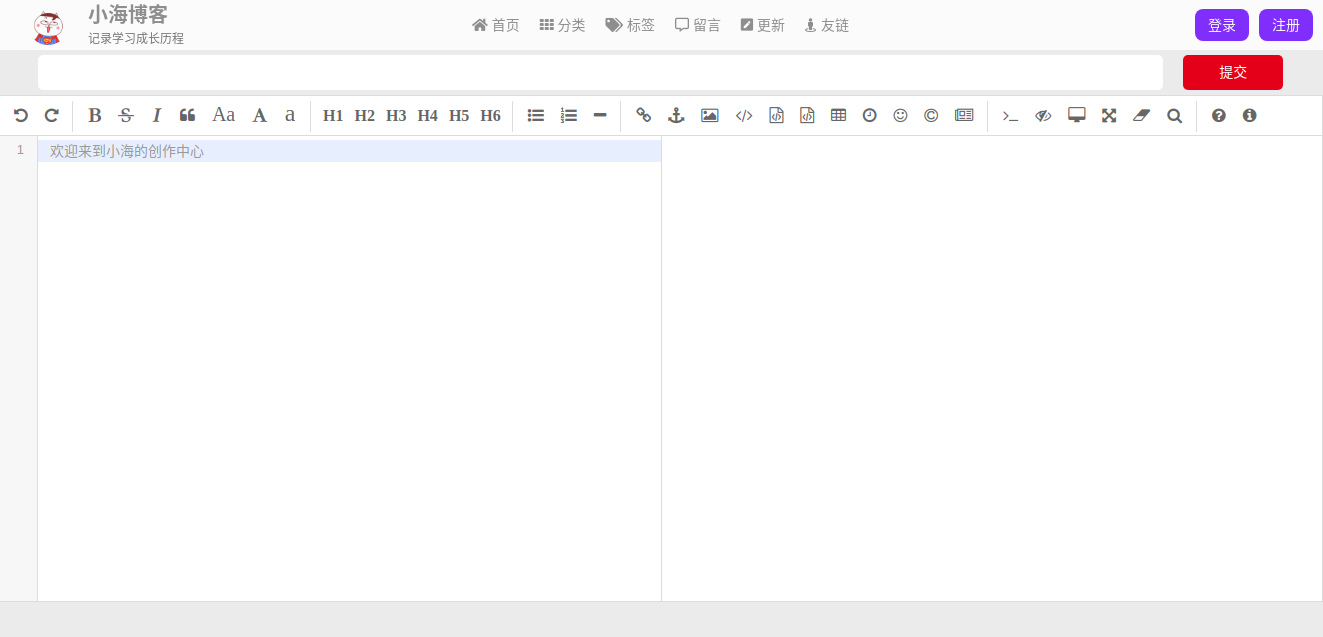 小海博客
记录学习成长历程
首页 分类 标签 留言 更新 友链
登录 注册
提交
B S I Aa A a H1 H2 H3 H4 H5 H6
1 欢迎来到小海的创作中心